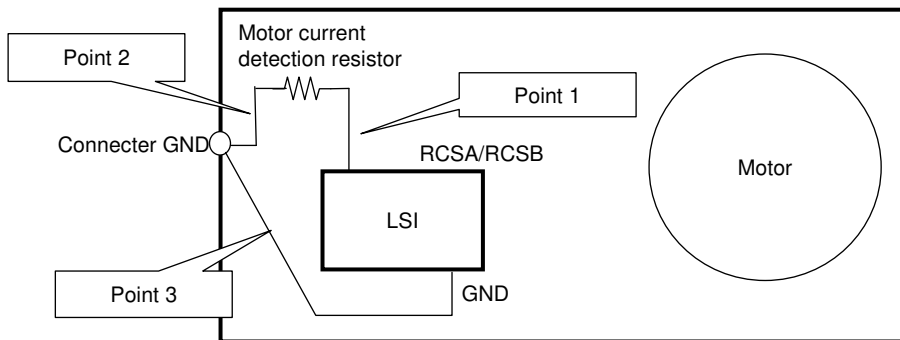 Motor current
detection resistor
Point 2
Point 1
Connecter GND
RCSA/RCSB
Motor
LSI
Point 3
GND